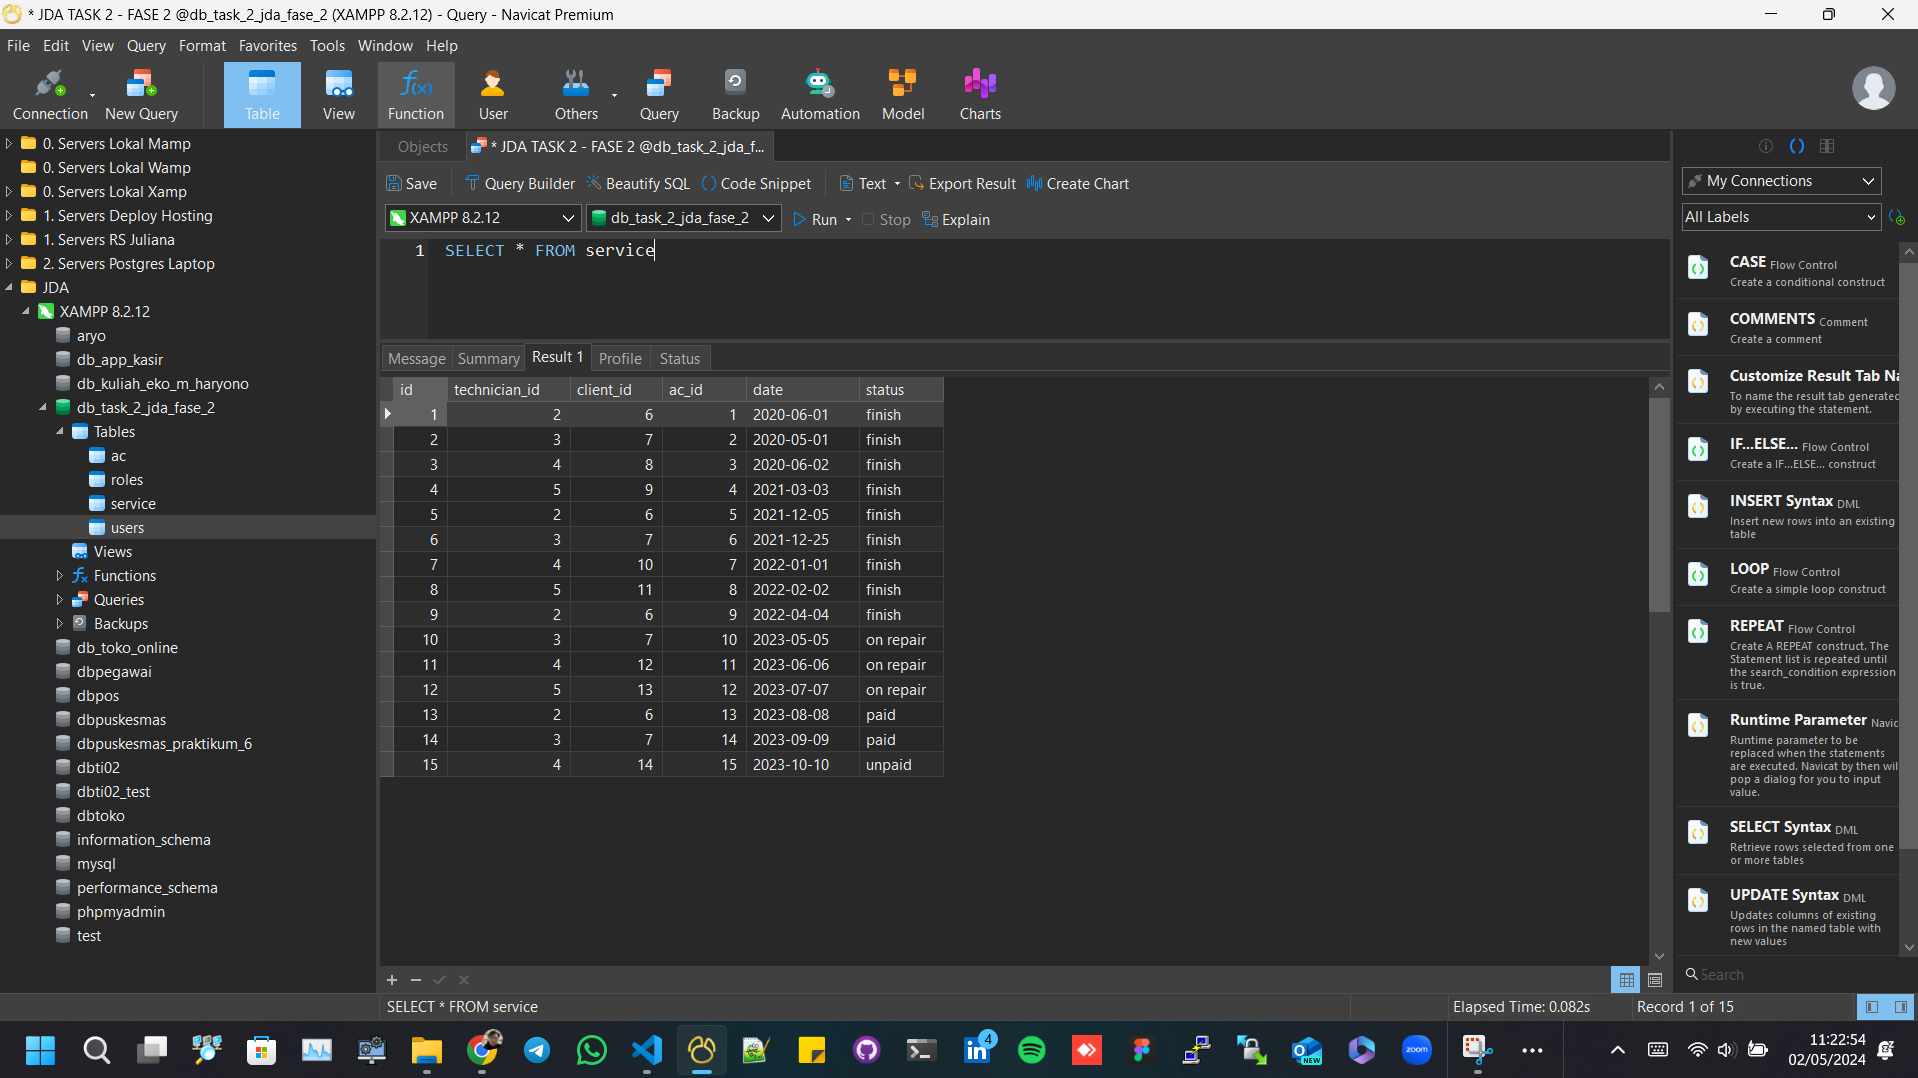 * JDA TASK 2 - FASE 2 @db_task_2_jda_fase_2 (XAMPP 8.2.12) - Query - Navicat Premium
File Edit View Query Format Favorites Tools Window Help
Connection New Query Table View Function User Others Query Backup Automation Model Charts
0. Servers Lokal Mamp
0. Servers Lokal Wamp
0. Servers Lokal Xamp
1. Servers Deploy Hosting
1. Servers RS Juliana
2. Servers Postgres Laptop
JDA
XAMPP 8.2.12
aryo
db_app_kasir
db_kuliah_eko_m_haryono
db_task_2_jda_fase_2
Tables
ac
roles
service
users
Views
Functions
Queries
Backups
db_toko_online
dbpegawai
dbpos
dbpuskesmas
dbpuskesmas_praktikum_6
dbti02
dbti02_test
dbtoko
information_schema
mysql
performance_schema
phpmyadmin
test
Objects * JDA TASK 2 - FASE 2 @db_task_2_jda_f...
Save Query Builder Beautify SQL Code Snippet Text Export Result Create Chart
XAMPP 8.2.12 db_task_2_jda_fase_2 Run Stop Explain
1 SELECT * FROM service
Message Summary Result 1 Profile Status
id technician_id client_id ac_id date status
1 2 6 1 2020-06-01 finish
2 3 7 2 2020-05-01 finish
3 4 8 3 2020-06-02 finish
4 5 9 4 2021-03-03 finish
5 2 6 5 2021-12-05 finish
6 3 7 6 2021-12-25 finish
7 4 10 7 2022-01-01 finish
8 5 11 8 2022-02-02 finish
9 2 6 9 2022-04-04 finish
10 3 7 10 2023-05-05 on repair
11 4 12 11 2023-06-06 on repair
12 5 13 12 2023-07-07 on repair
13 2 6 13 2023-08-08 paid
14 3 7 14 2023-09-09 paid
15 4 14 15 2023-10-10 unpaid
My Connections
All Labels
CASE Flow Control
Create a conditional construct
COMMENTS Comment
Create a comment
Customize Result Tab Na
To name the result tab generated
by executing the statement.
IF...ELSE... Flow Control
Create a IF...ELSE... construct
INSERT Syntax DML
Insert new rows into an existing
table
LOOP Flow Control
Create a simple loop construct
REPEAT Flow Control
Create A REPEAT construct. The
Statement list is repeated until
the search_condition expression
is true.
Runtime Parameter Navic
Runtime parameter to be
replaced when the statements
are executed. Navicat by then wil
pop a dialog for you to input
value.
SELECT Syntax DML
Retrieve rows selected from one
or more tables
UPDATE Syntax DML
Updates columns of existing
rows in the named table with
new values
Search
SELECT * FROM service Elapsed Time: 0.082s Record 1 of 15
4
NEW
zoom
11:22:54
02/05/2024